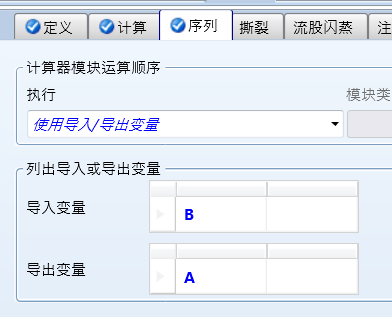 定义 计算 序列 撕裂 流股闪蒸 注
计算器模块运算顺序
执行 模块类
使用导入/导出变量
列出导入或导出变量
导入变量 B
导出变量 A